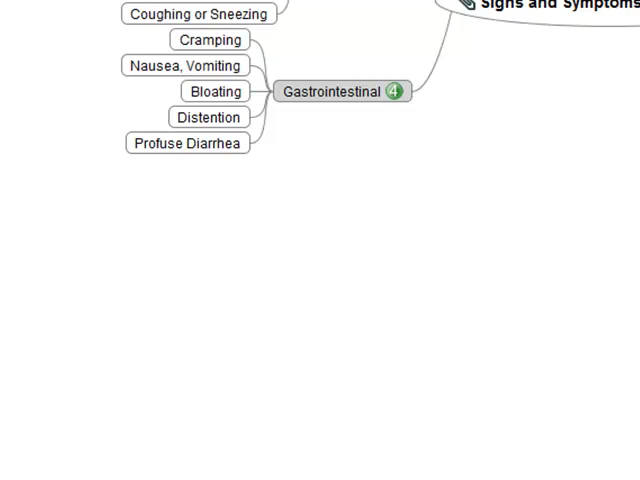 Signs and Symptoms
Coughing or Sneezing
Cramping
Nausea, Vomiting
Bloating
Gastrointestinal 4
Distention
Profuse Diarrhea